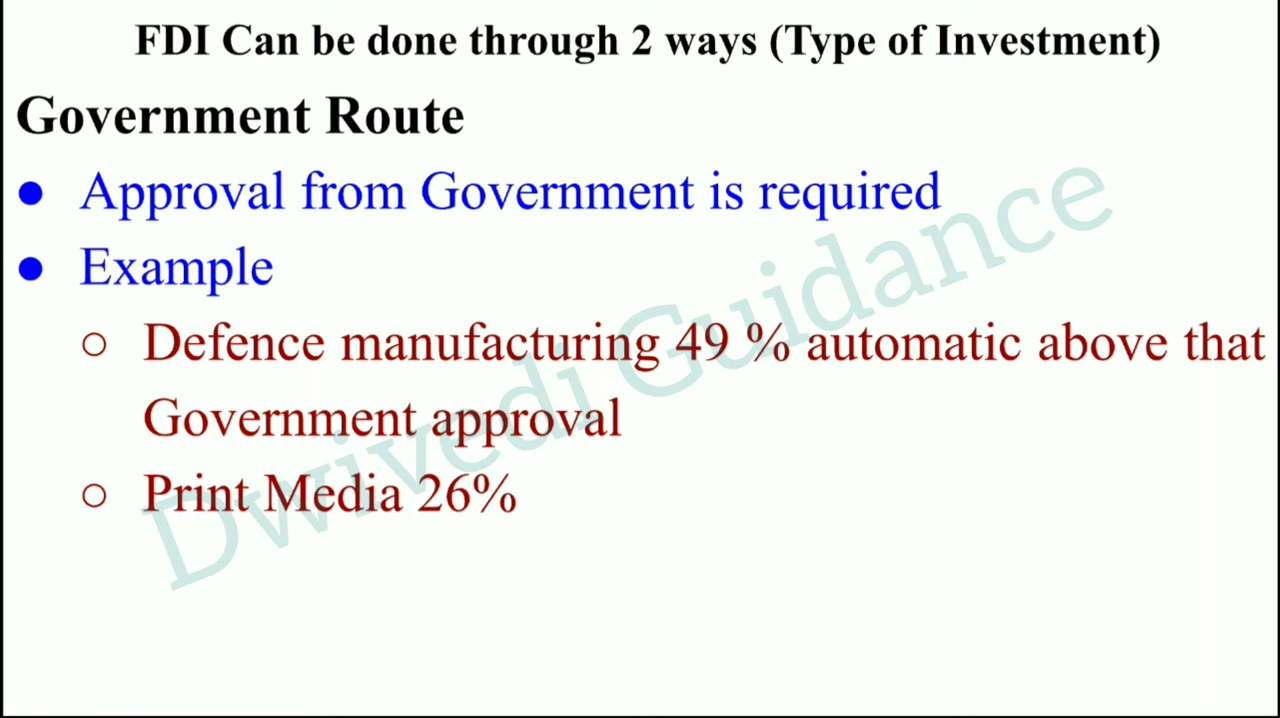 FDI Can be done through 2 ways (Type of Investment)
Government Route
● Approval from Government is required
● Example
○ Defence manufacturing 49 % automatic above that
Government approval
○ Print Media 26%
Dwivedi Guidance